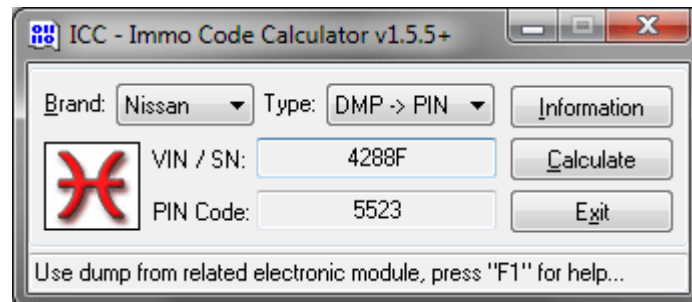 ICC - Immo Code Calculator v1.5.5+
Brand: Nissan Type: DMP -> PIN Information
VIN / SN: 4288F Calculate
PIN Code: 5523 Exit
Use dump from related electronic module, press "F1" for help...